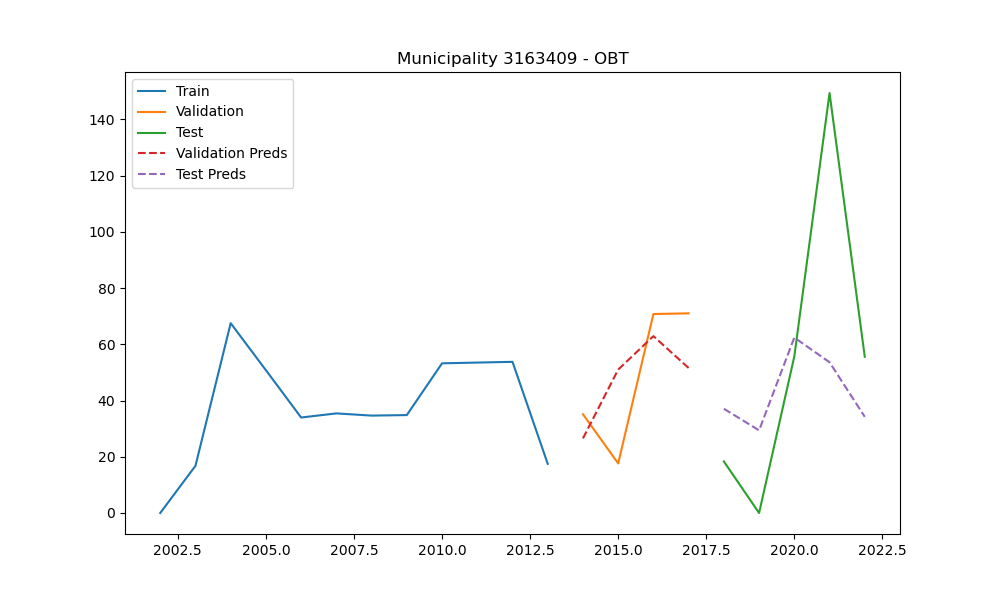 Municipality 3163409 - OBT
Train
Validation
Test
Validation Preds
Test Preds
140
120
100
80
60
40
20
0
2002.5 2005.0 2007.5 2010.0 2012.5 2015.0 2017.5 2020.0 2022.5